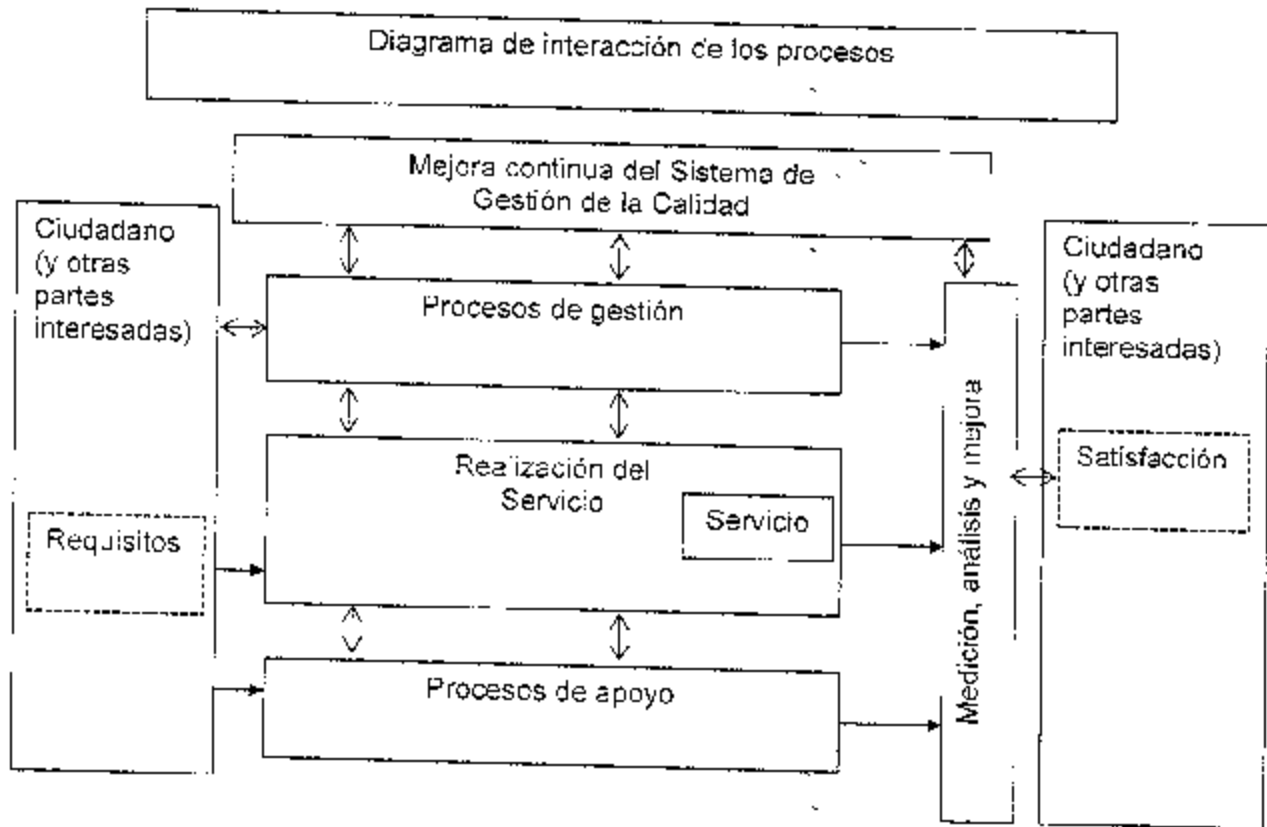 Diagrama de interacción de los procesos
Mejora continua del Sistema de
Gestión de la Calidad
Ciudadano
(y otras
partes
interesadas)
Requisitos
Procesos de gestión
Realización del
Servicio
Servicio
Procesos de apoyo
Medición, análisis y mejora
Ciudadano
(y otras
partes
interesadas)
Satisfacción